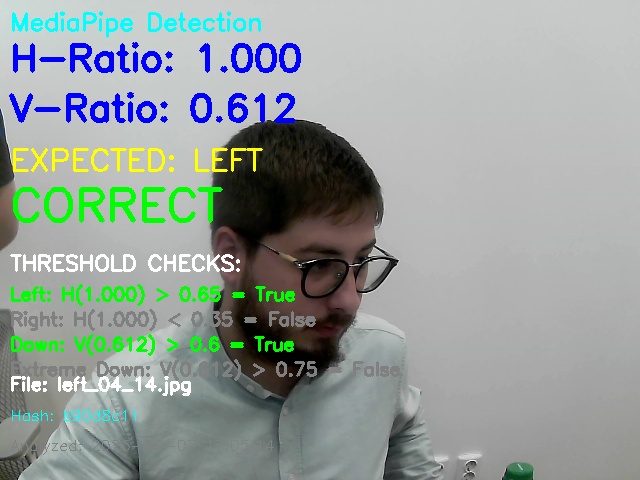 MediaPipe Detection
H-Ratio: 1.000
V-Ratio: 0.612
EXPECTED: LEFT
CORRECT
THRESHOLD CHECKS:
Left: H(1.000) > 0.65 = True
Right: H(1.000) < 0.35 = False
Down: V(0.612) > 0.6 = True
Extreme Down: V(0.612) > 0.75 = False
File: left_04_14.jpg
Hash:
Analyzed: